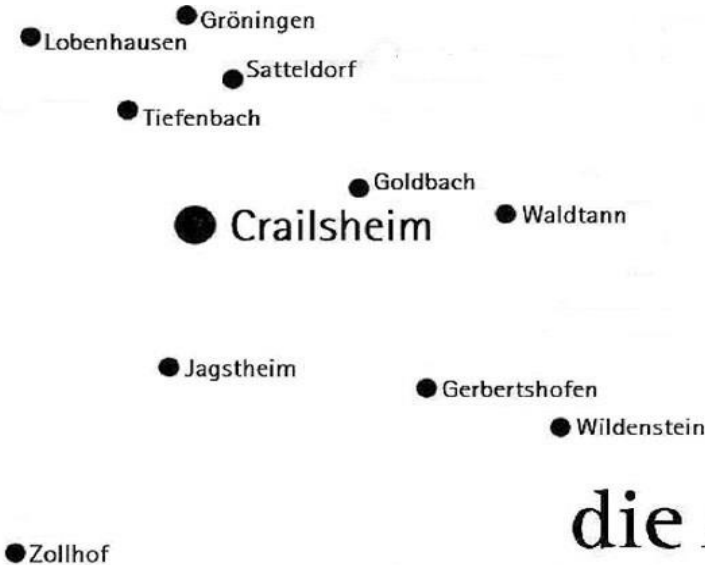 Gröningen
Lobenhausen
Satteldorf
Tiefenbach
Goldbach
Crailsheim
Waldtann
Jagstheim
Gerbertshofen
Wildenstein
die
Zollhof